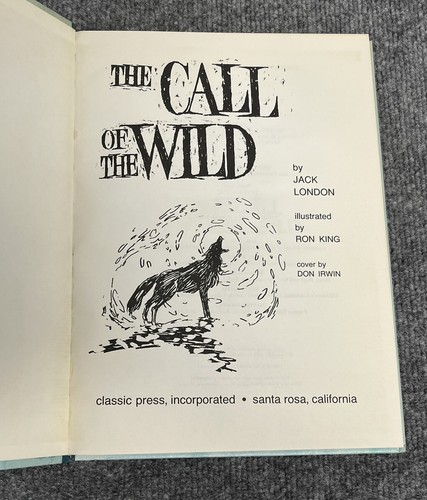 THE CALL
OF THE WILD
by
JACK
LONDON
illustrated
by
RON KING
cover by
DON IRWIN
classic press, incorporated • santa rosa, california